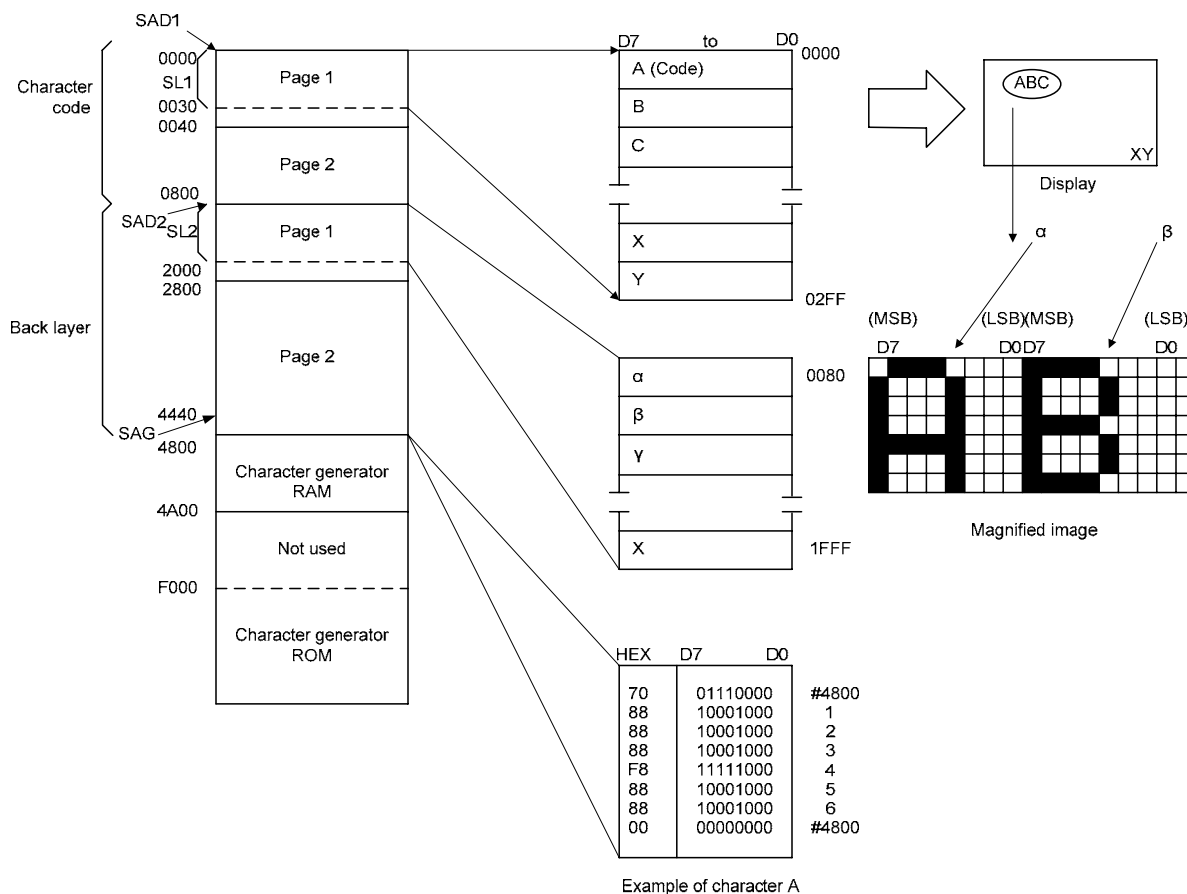 SAD1
Character
code
0000
SL1
0030
0040
0800
SAD2
SL2
2000
2800
Back layer
4440
SAG
4800
4A00
F000
Page 1
Page 2
Page 1
Page 2
Character generator
RAM
Not used
Character generator
ROM
D7 to D0
0000
A (Code)
B
C
X
Y
02FF
0080
α
β
γ
X
1FFF
HEX D7 D0
70 01110000 #4800
88 10001000 1
88 10001000 2
88 10001000 3
F8 11111000 4
88 10001000 5
88 10001000 6
00 00000000 #4800
Example of character A
ABC
XY
Display
α β
(MSB) (LSB)(MSB) (LSB)
D7 D0 D7 D0
Magnified image